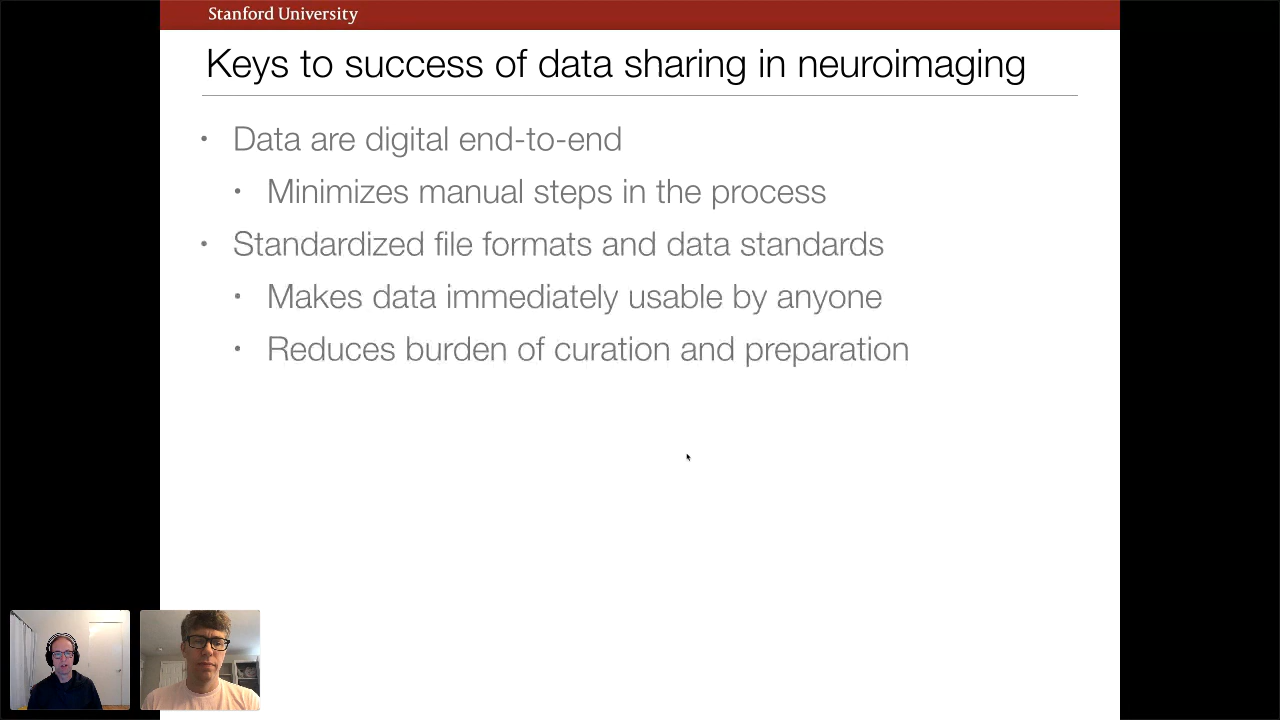 Stanford University
Keys to success of data sharing in neuroimaging
• Data are digital end-to-end
• Minimizes manual steps in the process
• Standardized file formats and data standards
• Makes data immediately usable by anyone
• Reduces burden of curation and preparation